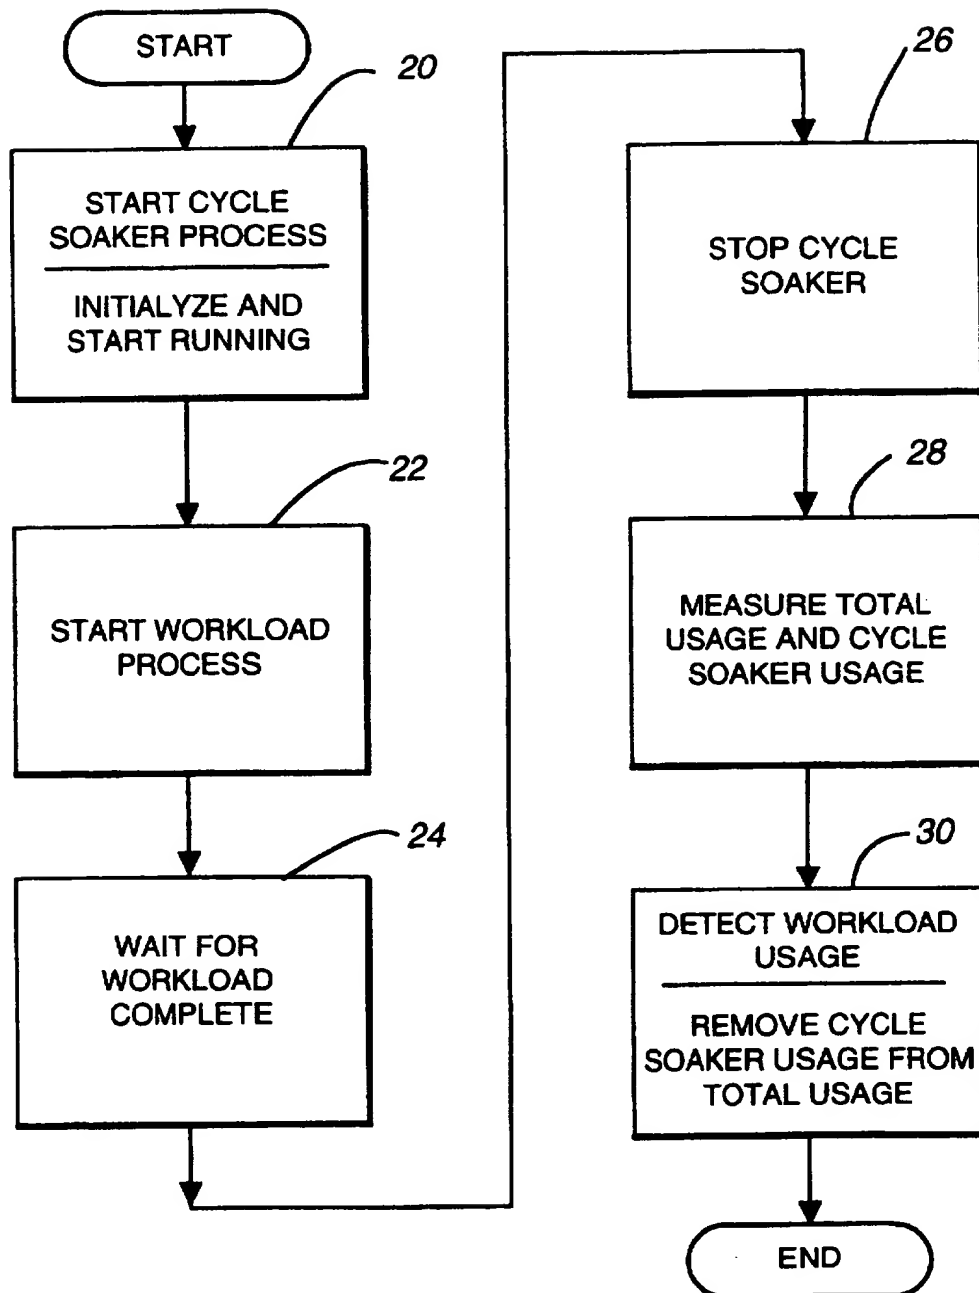 START
20
START CYCLE
SOAKER PROCESS
INITIALYZE AND
START RUNNING
22
START WORKLOAD
PROCESS
24
WAIT FOR
WORKLOAD
COMPLETE
26
STOP CYCLE
SOAKER
28
MEASURE TOTAL
USAGE AND CYCLE
SOAKER USAGE
30
DETECT WORKLOAD
USAGE
REMOVE CYCLE
SOAKER USAGE FROM
TOTAL USAGE
END